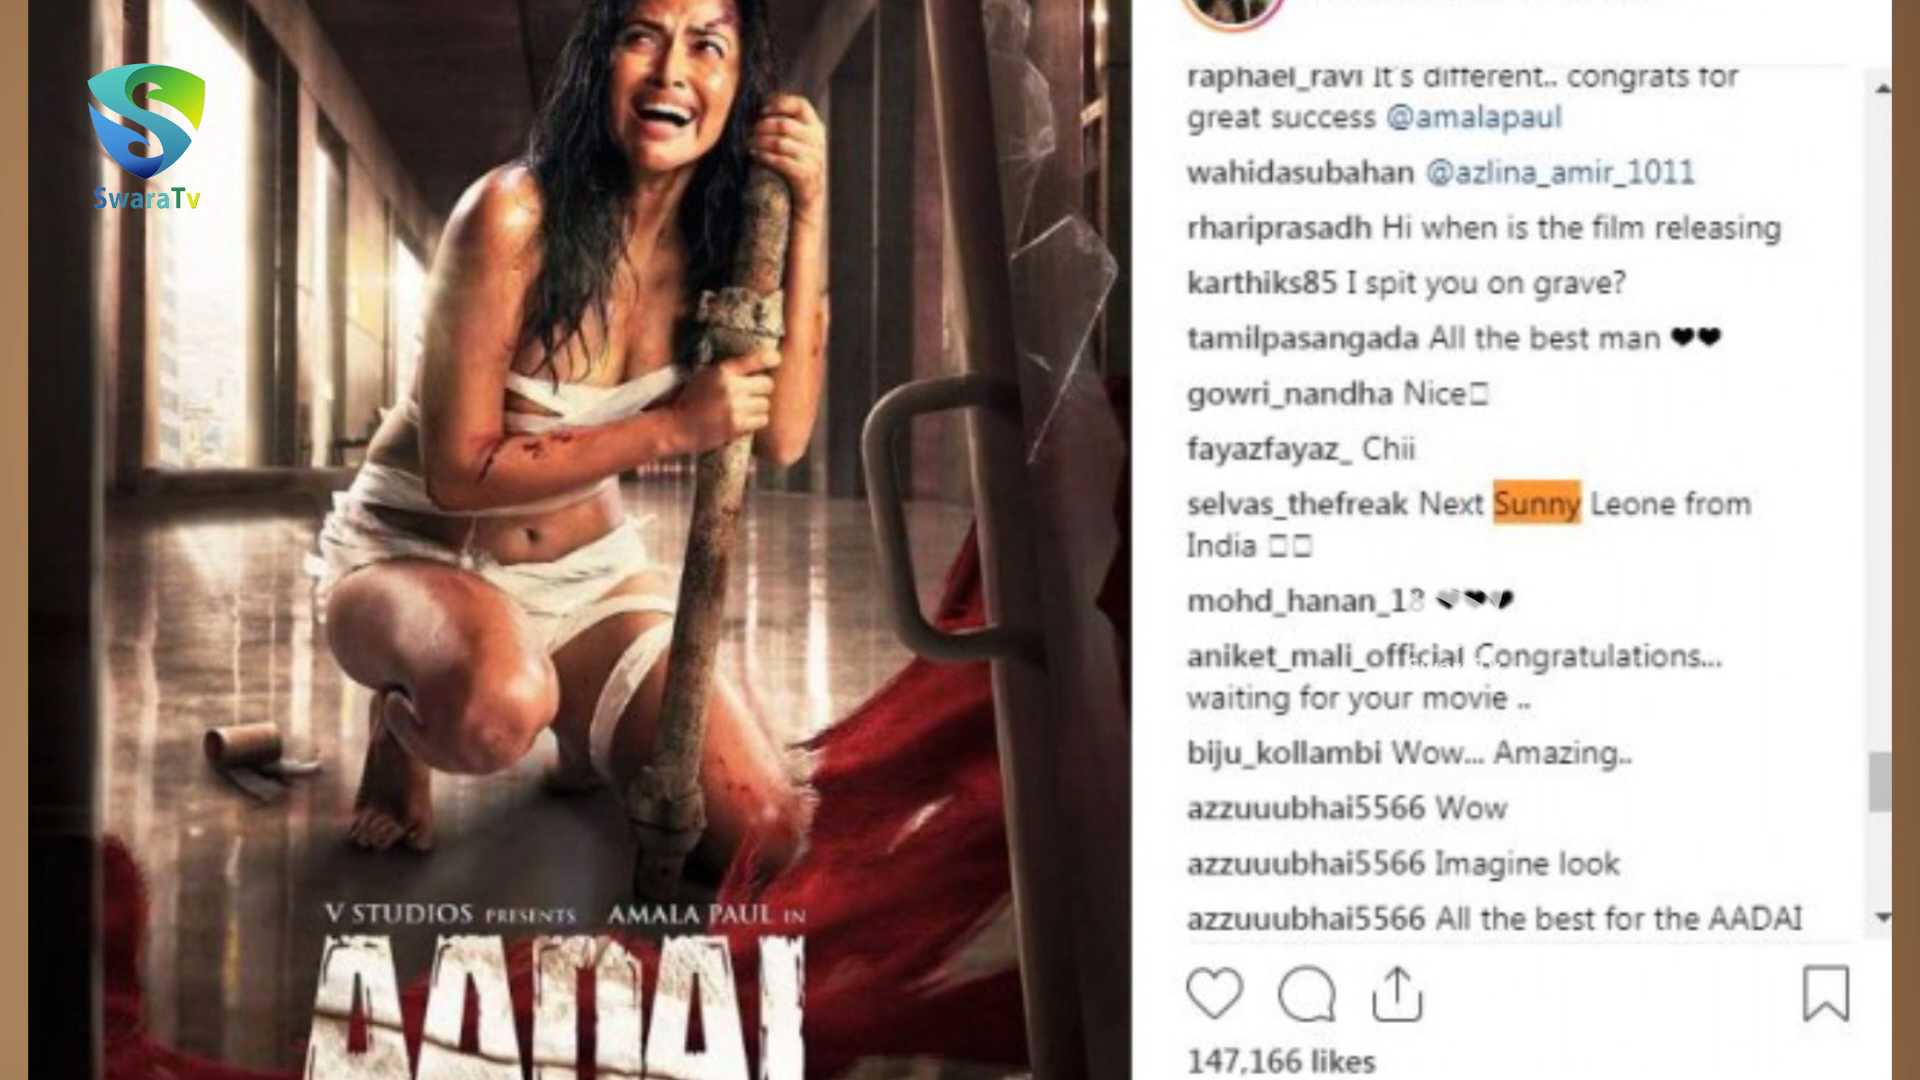 SwaraTv
V STUDIOS PRESENTS AMALA PAUL IN
AADAI
raphael_ravi It's different.. congrats for
great success @amalapaul
wahidasubahan @azlina_amir_1011
rhariprasadh Hi when is the film releasing
karthiks85 I spit you on grave?
tamilpasangada All the best man ❤❤
gowri_nandha Nice□
fayazfayaz_ Chii
selvas_thefreak Next Sunny Leone from
India □□
mohd_hanan_18 ❤❤❤
aniket_mali_official Congratulations...
waiting for your movie ..
biju_kollambi Wow... Amazing..
azzuuubhai5566 Wow
azzuuubhai5566 Imagine look
azzuuubhai5566 All the best for the AADAI
147,166 likes